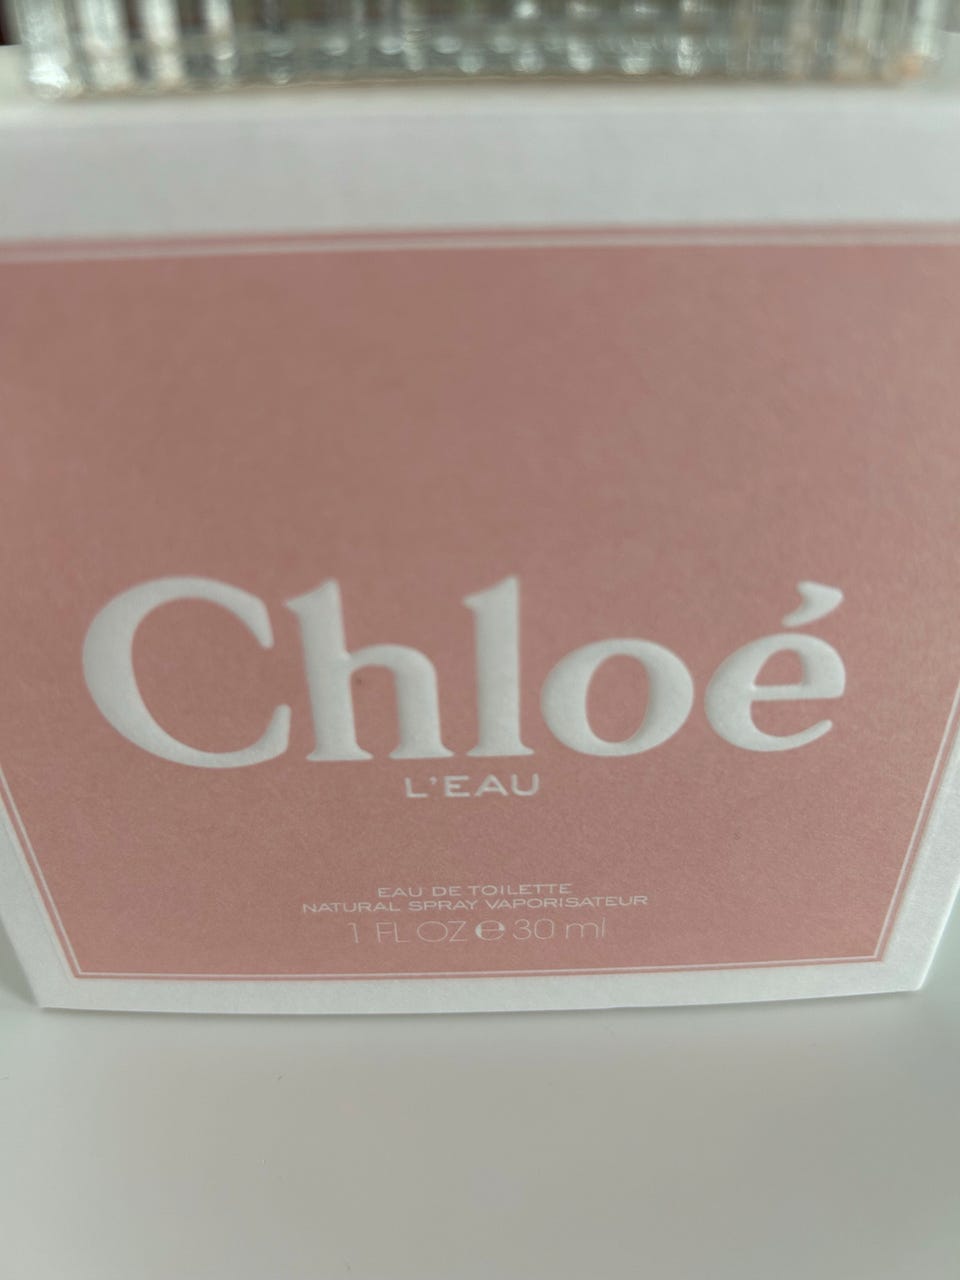 Chloé
L'EAU
EAU DE TOILETTE
NATURAL SPRAY VAPORISATEUR
1 FL OZ ℮ 30 ml